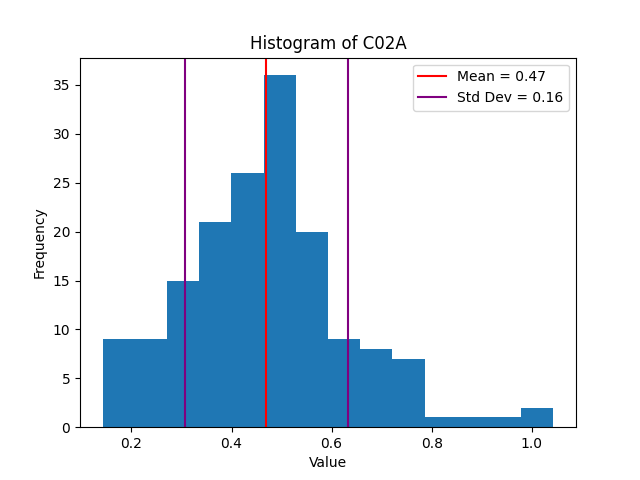 Histogram of C02A
Mean = 0.47
Std Dev = 0.16
Frequency
35
30
25
20
15
10
5
0
0.2 0.4 0.6 0.8 1.0
Value